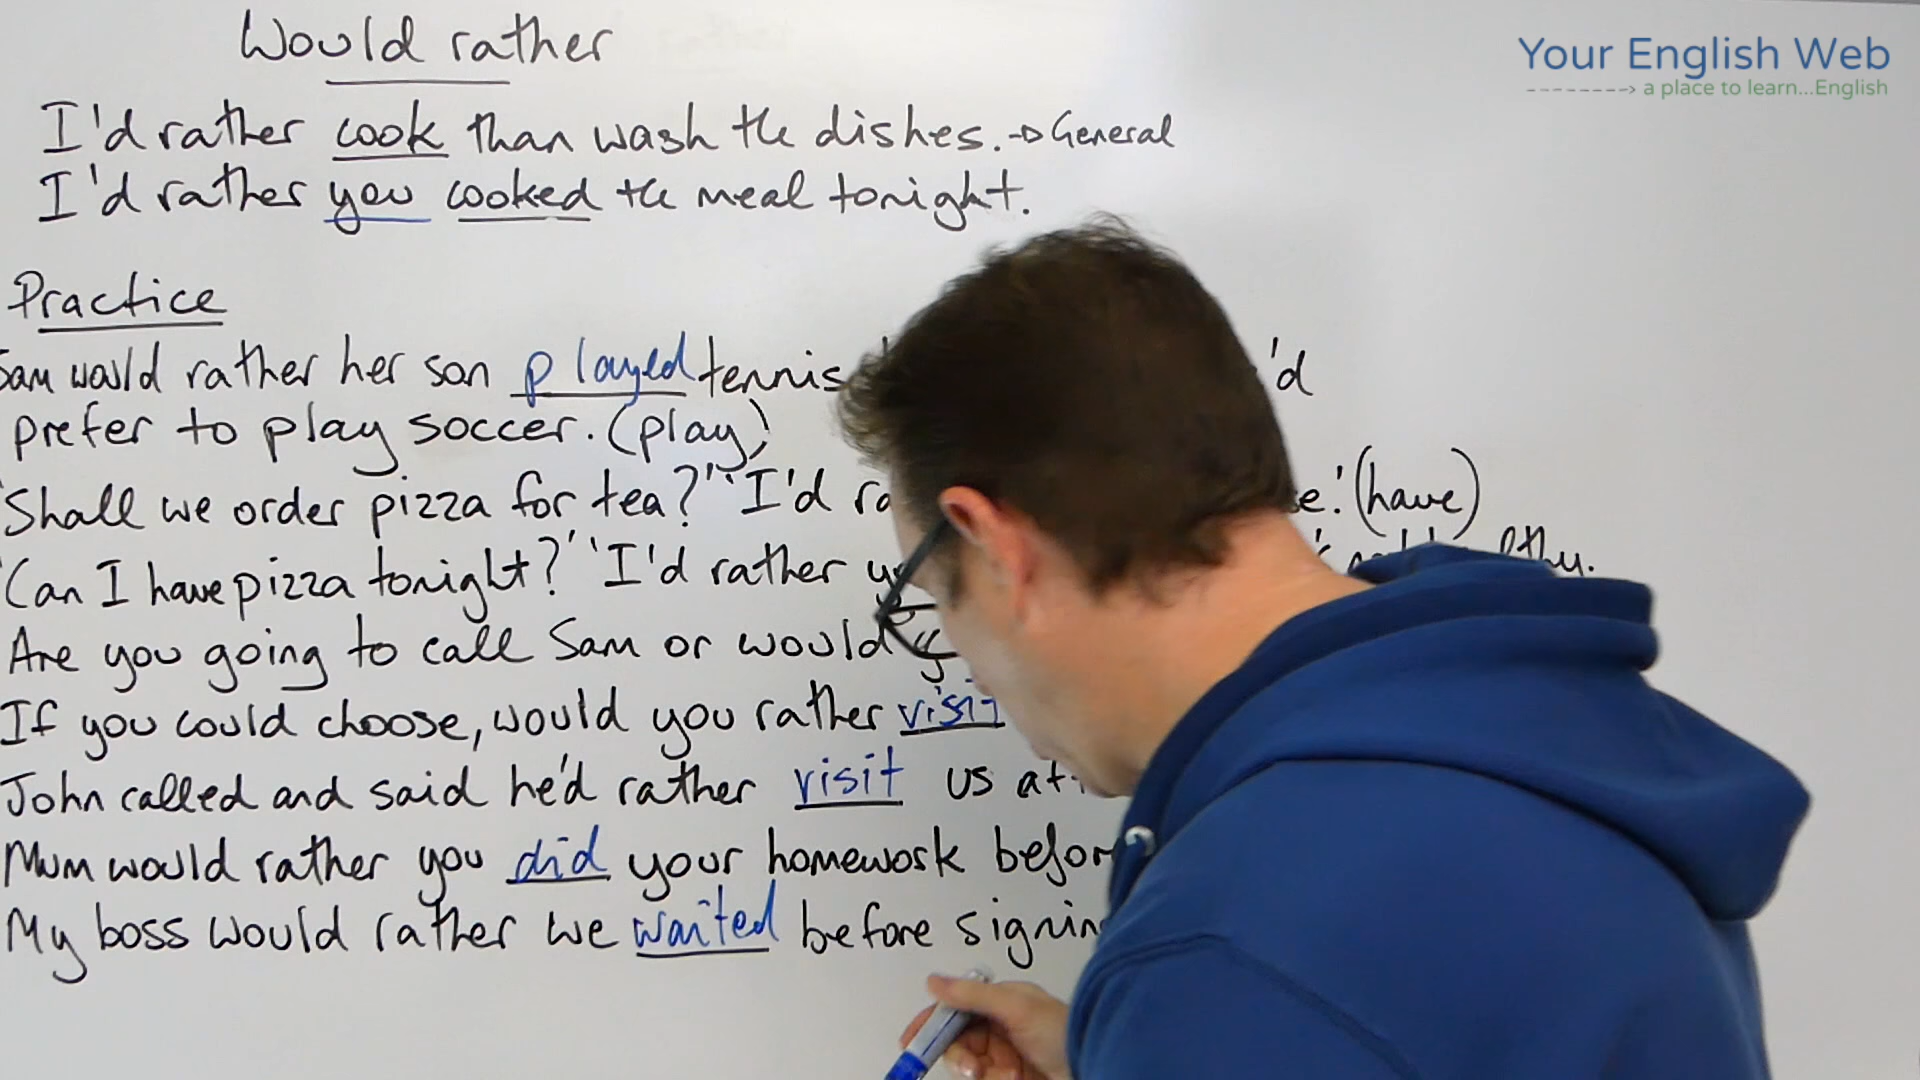 Would rather
Your English Web
a place to learn...English
I'd rather cook than wash the dishes. → General
I'd rather you cooked the meal tonight.
Practice
Sam would rather her son played tennis 'd
prefer to play soccer. (play)
'Shall we order pizza for tea?' 'I'd (have)
'Can I have pizza tonight?' 'I'd rather
Are you going to call Sam or would
If you could choose, would you rather visit
John called and said he'd rather visit us
Mum would rather you did your homework
My boss would rather we waited before